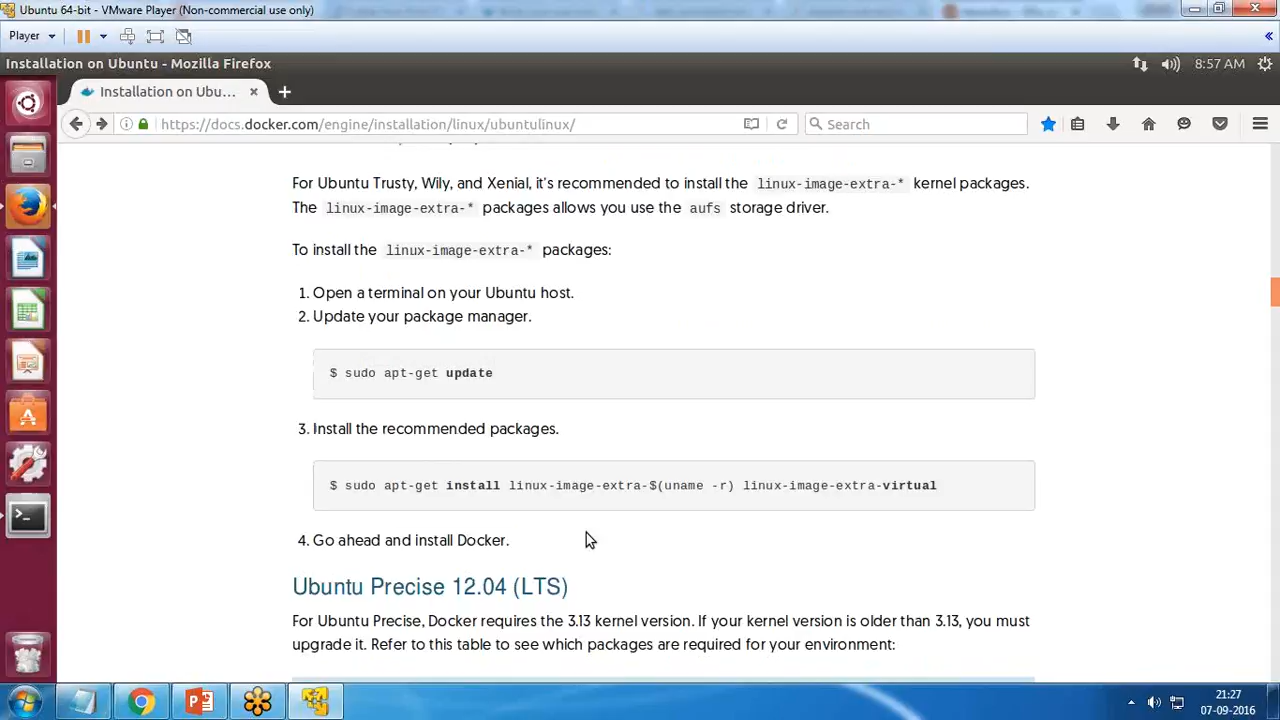 Ubuntu 64-bit - VMware Player (Non-commercial use only)
Player
Installation on Ubuntu - Mozilla Firefox
8:57 AM
Installation on Ubu...
https://docs.docker.com/engine/installation/linux/ubuntulinux/
Search
For Ubuntu Trusty, Wily, and Xenial, it's recommended to install the linux-image-extra-* kernel packages.
The linux-image-extra-* packages allows you use the aufs storage driver.
To install the linux-image-extra-* packages:
1. Open a terminal on your Ubuntu host.
2. Update your package manager.
$ sudo apt-get update
3. Install the recommended packages.
$ sudo apt-get install linux-image-extra-$(uname -r) linux-image-extra-virtual
4. Go ahead and install Docker.
Ubuntu Precise 12.04 (LTS)
For Ubuntu Precise, Docker requires the 3.13 kernel version. If your kernel version is older than 3.13, you must
upgrade it. Refer to this table to see which packages are required for your environment:
21:27
07-09-2016